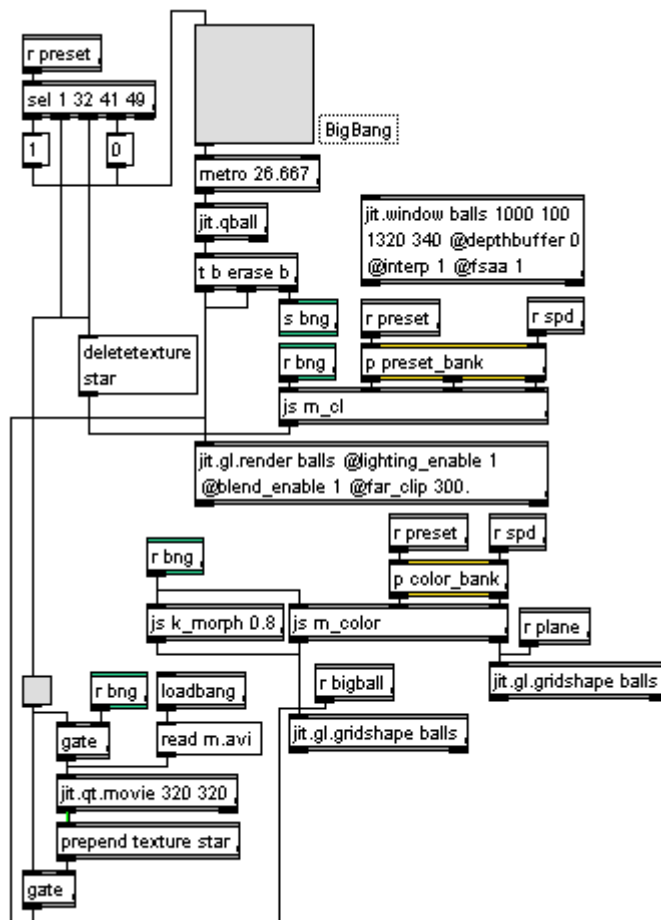 r preset
sel 1 32 41 49
1
0
BigBang
metro 26.667
jit.qball
t b erase b
jit.window balls 1000 100
1320 340 @depthbuffer 0
@interp 1 @fsaa 1
s bng
r preset
r spd
deletetexture
star
r bng
p preset_bank
js m_cl
jit.gl.render balls @lighting_enable 1
@blend_enable 1 @far_clip 300.
r preset
r spd
r bng
p color_bank
js k_morph 0.8
js m_color
r plane
r bng
loadbang
r bigball
jit.gl.gridshape balls
gate
read m.avi
jit.gl.gridshape balls
jit.qt.movie 320 320
prepend texture star
gate